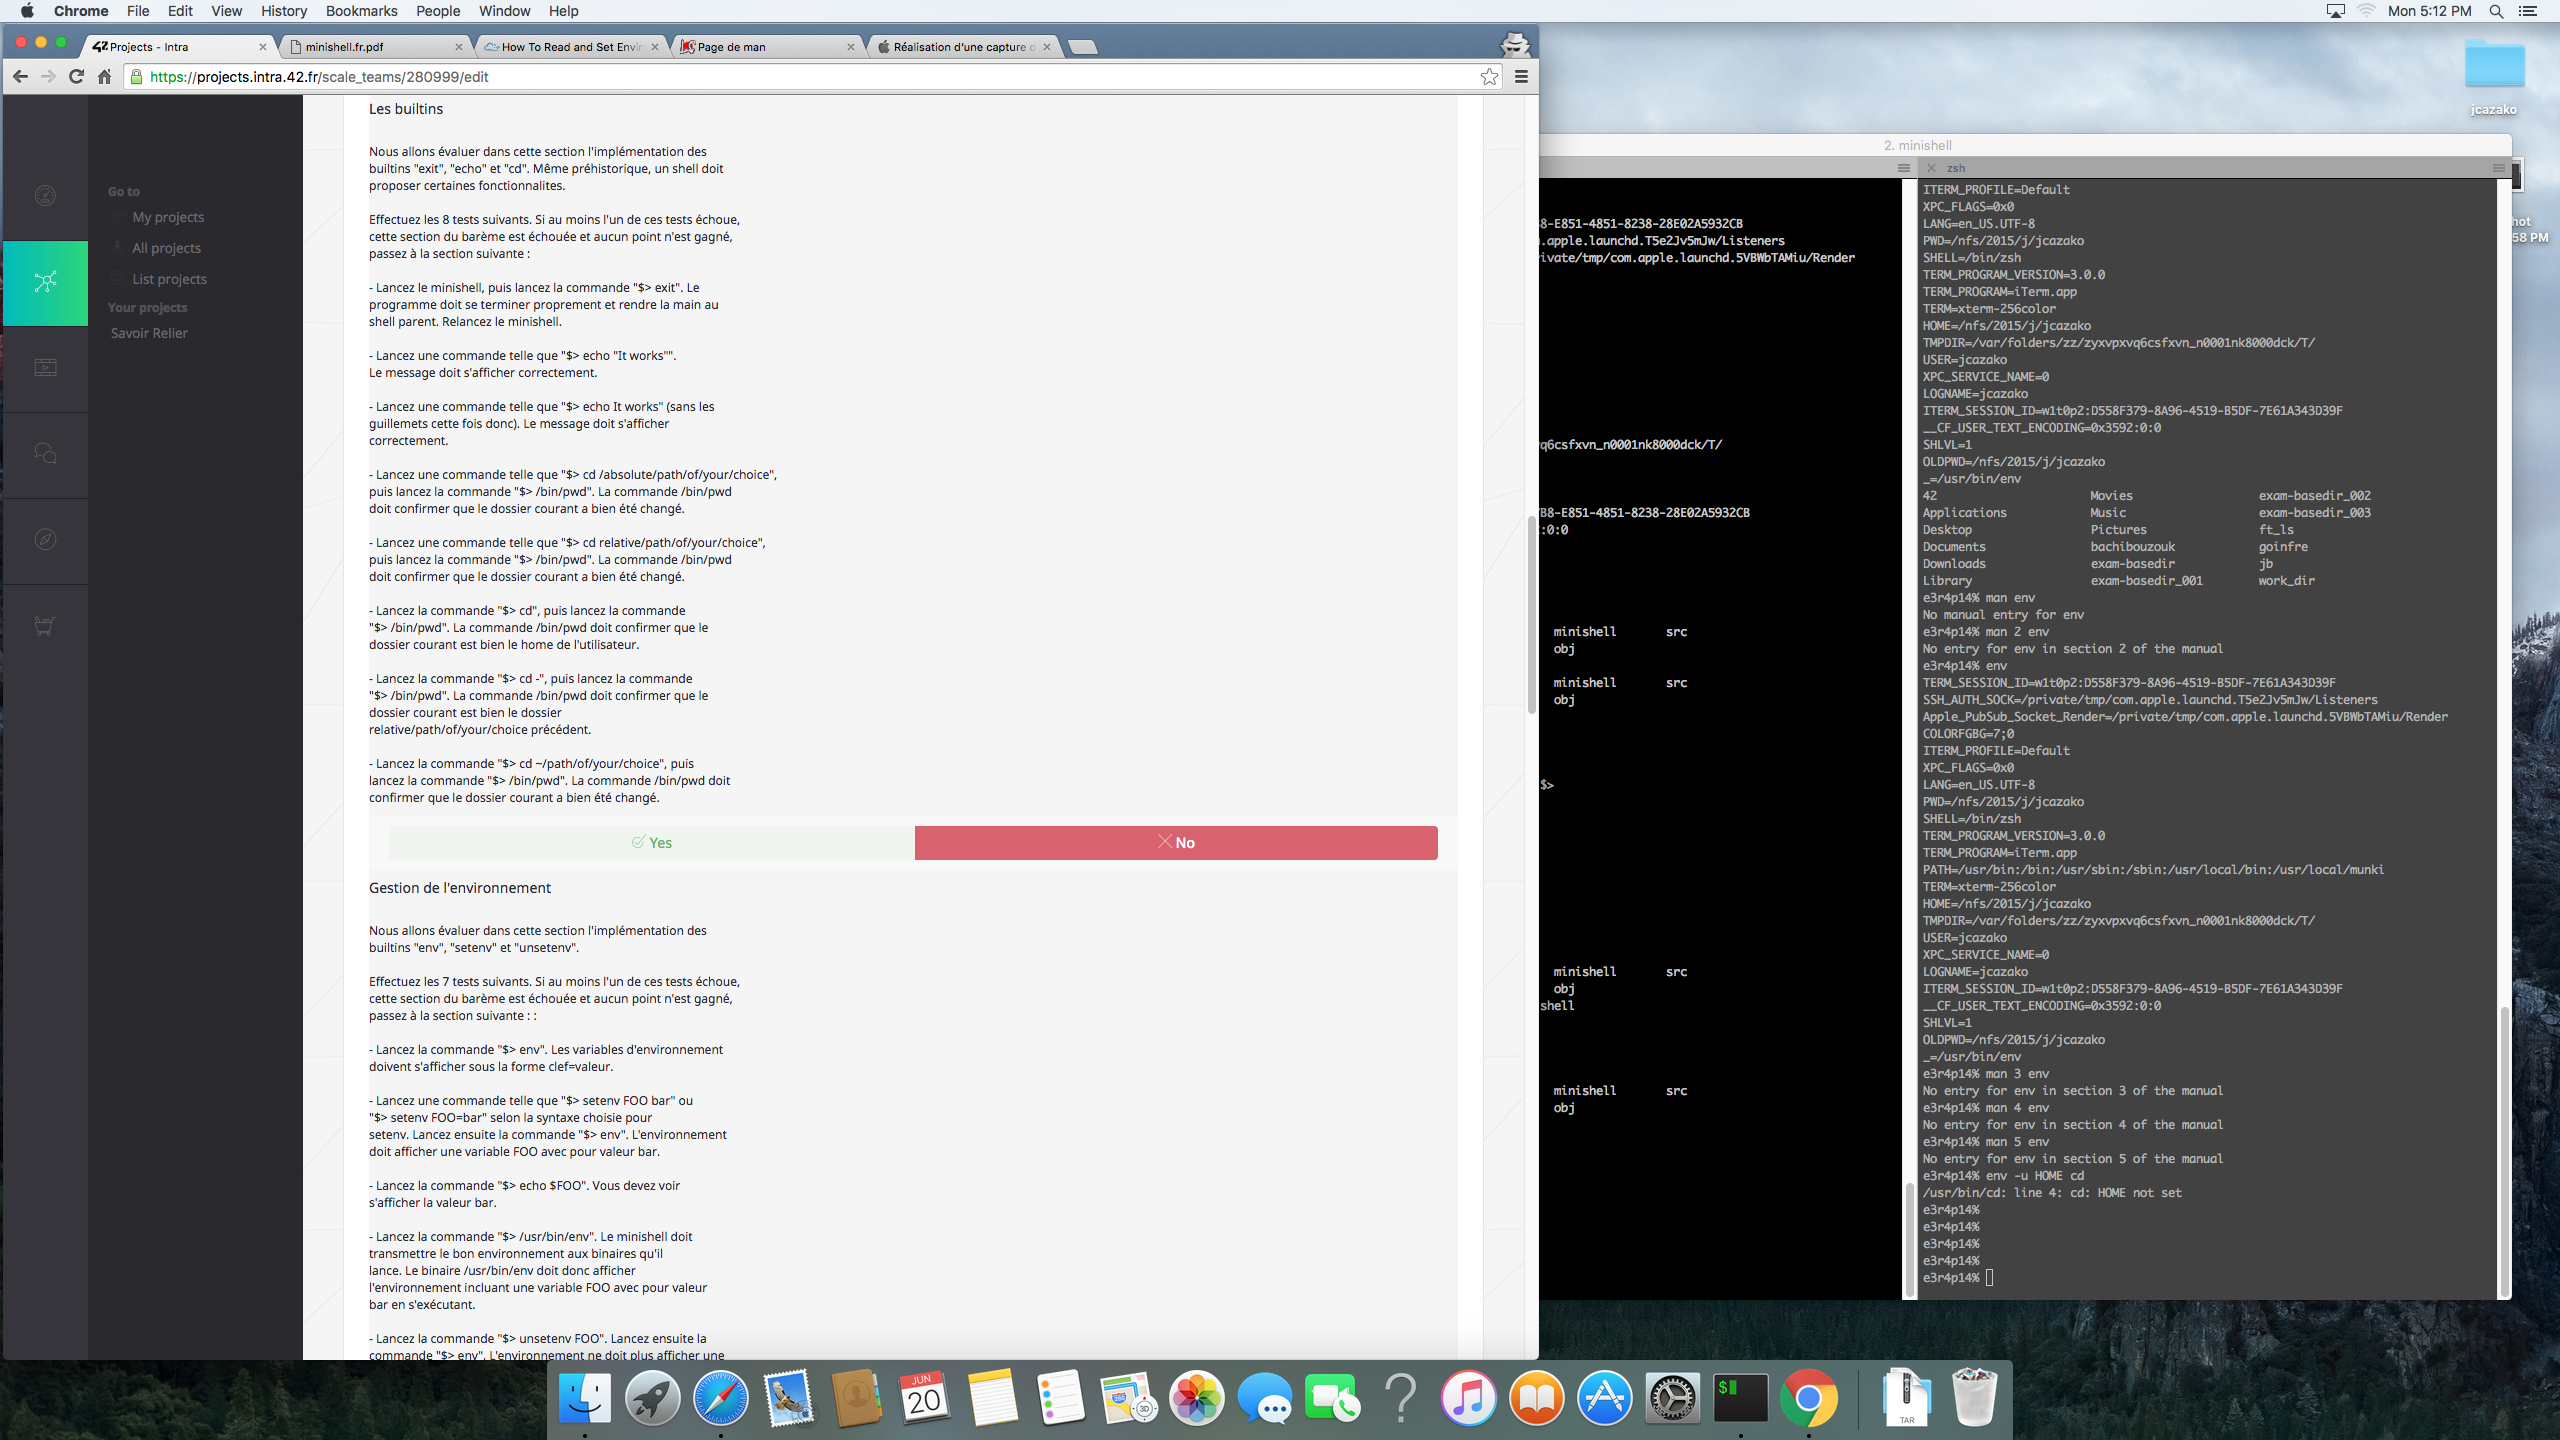 Chrome File Edit View History Bookmarks People Window Help
Mon 5:12 PM
Projects - Intra
minishell.fr.pdf
How To Read and Set Envir
Page de man
Réalisation d'une capture d
https://projects.intra.42.fr/scale_teams/280999/edit
Go to
My projects
All projects
List projects
Your projects
Savoir Relier
Les builtins
Nous allons évaluer dans cette section l'implémentation des
builtins "exit", "echo" et "cd". Même préhistorique, un shell doit
proposer certaines fonctionnalites.
Effectuez les 8 tests suivants. Si au moins l'un de ces tests échoue,
cette section du barème est échouée et aucun point n'est gagné,
passez à la section suivante :
- Lancez le minishell, puis lancez la commande "$> exit". Le
programme doit se terminer proprement et rendre la main au
shell parent. Relancez le minishell.
- Lancez une commande telle que "$> echo "It works"".
Le message doit s'afficher correctement.
- Lancez une commande telle que "$> echo It works" (sans les
guillemets cette fois donc). Le message doit s'afficher
correctement.
- Lancez une commande telle que "$> cd /absolute/path/of/your/choice",
puis lancez la commande "$> /bin/pwd". La commande /bin/pwd
doit confirmer que le dossier courant a bien été changé.
- Lancez une commande telle que "$> cd relative/path/of/your/choice",
puis lancez la commande "$> /bin/pwd". La commande /bin/pwd
doit confirmer que le dossier courant a bien été changé.
- Lancez la commande "$> cd", puis lancez la commande
"$> /bin/pwd". La commande /bin/pwd doit confirmer que le
dossier courant est bien le home de l'utilisateur.
- Lancez la commande "$> cd -", puis lancez la commande
"$> /bin/pwd". La commande /bin/pwd doit confirmer que le
dossier courant est bien le dossier
relative/path/of/your/choice précédent.
- Lancez la commande "$> cd ~/path/of/your/choice", puis
lancez la commande "$> /bin/pwd". La commande /bin/pwd doit
confirmer que le dossier courant a bien été changé.
Yes
No
Gestion de l'environnement
Nous allons évaluer dans cette section l'implémentation des
builtins "env", "setenv" et "unsetenv".
Effectuez les 7 tests suivants. Si au moins l'un de ces tests échoue,
cette section du barème est échouée et aucun point n'est gagné,
passez à la section suivante : :
- Lancez la commande "$> env". Les variables d'environnement
doivent s'afficher sous la forme clef=valeur.
- Lancez une commande telle que "$> setenv FOO bar" ou
"$> setenv FOO=bar" selon la syntaxe choisie pour
setenv. Lancez ensuite la commande "$> env". L'environnement
doit afficher une variable FOO avec pour valeur bar.
- Lancez la commande "$> echo $FOO". Vous devez voir
s'afficher la valeur bar.
- Lancez la commande "$> /usr/bin/env". Le minishell doit
transmettre le bon environnement aux binaires qu'il
lance. Le binaire /usr/bin/env doit donc afficher
l'environnement incluant une variable FOO avec pour valeur
bar en s'exécutant.
- Lancez la commande "$> unsetenv FOO". Lancez ensuite la
commande "$> env". L'environnement ne doit plus afficher une
jcazako
hot
58 PM
2. minishell
8-E851-4851-8238-28E02A5932CB
.apple.launchd.T5e2Jv5mJw/Listeners
ivate/tmp/com.apple.launchd.5VBWbTAMiu/Render
q6csfxvn_n0001nk8000dck/T/
B8-E851-4851-8238-28E02A5932CB
:0:0
minishell src
obj
minishell src
obj
$>
minishell src
obj
shell
minishell src
obj
zsh
ITERM_PROFILE=Default
XPC_FLAGS=0x0
LANG=en_US.UTF-8
PWD=/nfs/2015/j/jcazako
SHELL=/bin/zsh
TERM_PROGRAM_VERSION=3.0.0
TERM_PROGRAM=iTerm.app
TERM=xterm-256color
HOME=/nfs/2015/j/jcazako
TMPDIR=/var/folders/zz/zyxvpxvq6csfxvn_n0001nk8000dck/T/
USER=jcazako
XPC_SERVICE_NAME=0
LOGNAME=jcazako
ITERM_SESSION_ID=w1t0p2:D558F379-8A96-4519-B5DF-7E61A343D39F
__CF_USER_TEXT_ENCODING=0x3592:0:0
SHLVL=1
OLDPWD=/nfs/2015/j/jcazako
_=/usr/bin/env
42 Movies exam-basedir_002
Applications Music exam-basedir_003
Desktop Pictures ft_ls
Documents bachibouzouk goinfre
Downloads exam-basedir jb
Library exam-basedir_001 work_dir
e3r4p14% man env
No manual entry for env
e3r4p14% man 2 env
No entry for env in section 2 of the manual
e3r4p14% env
TERM_SESSION_ID=w1t0p2:D558F379-8A96-4519-B5DF-7E61A343D39F
SSH_AUTH_SOCK=/private/tmp/com.apple.launchd.T5e2Jv5mJw/Listeners
Apple_PubSub_Socket_Render=/private/tmp/com.apple.launchd.5VBWbTAMiu/Render
COLORFGBG=7;0
ITERM_PROFILE=Default
XPC_FLAGS=0x0
LANG=en_US.UTF-8
PWD=/nfs/2015/j/jcazako
SHELL=/bin/zsh
TERM_PROGRAM_VERSION=3.0.0
TERM_PROGRAM=iTerm.app
PATH=/usr/bin:/bin:/usr/sbin:/sbin:/usr/local/bin:/usr/local/munki
TERM=xterm-256color
HOME=/nfs/2015/j/jcazako
TMPDIR=/var/folders/zz/zyxvpxvq6csfxvn_n0001nk8000dck/T/
USER=jcazako
XPC_SERVICE_NAME=0
LOGNAME=jcazako
ITERM_SESSION_ID=w1t0p2:D558F379-8A96-4519-B5DF-7E61A343D39F
__CF_USER_TEXT_ENCODING=0x3592:0:0
SHLVL=1
OLDPWD=/nfs/2015/j/jcazako
_=/usr/bin/env
e3r4p14% man 3 env
No entry for env in section 3 of the manual
e3r4p14% man 4 env
No entry for env in section 4 of the manual
e3r4p14% man 5 env
No entry for env in section 5 of the manual
e3r4p14% env -u HOME cd
/usr/bin/cd: line 4: cd: HOME not set
e3r4p14%
e3r4p14%
e3r4p14%
e3r4p14%
e3r4p14%
JUN
20
3D
$
TAR